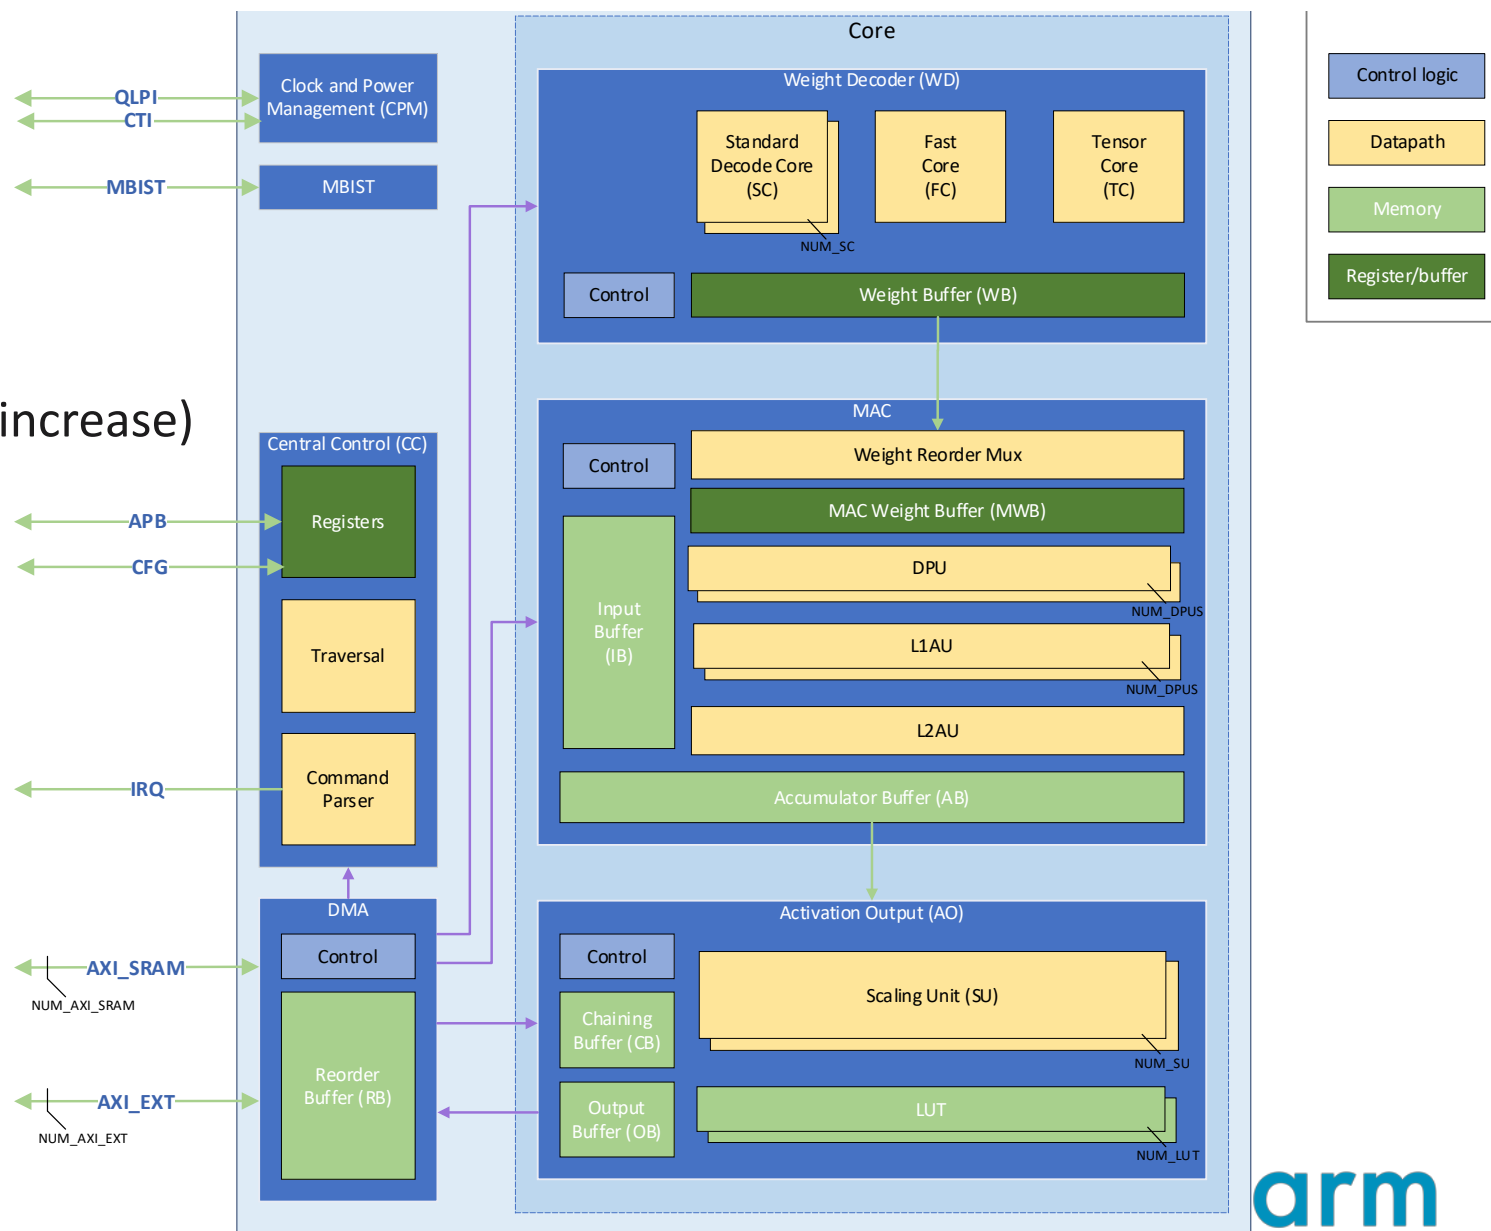 Core
Weight Decoder (WD)
Clock and Power
Management (CPM)
QLPI
CTI
MBIST
MBIST
Standard
Decode Core
(SC)
NUM_SC
Fast
Core
(FC)
Tensor
Core
(TC)
Control
Weight Buffer (WB)
Control logic
Datapath
Memory
Register/buffer
increase)
Central Control (CC)
APB
CFG
Registers
Traversal
IRQ
Command
Parser
MAC
Control
Weight Reorder Mux
MAC Weight Buffer (MWB)
Input
Buffer
(IB)
DPU
NUM_DPUS
L1AU
NUM_DPUS
L2AU
Accumulator Buffer (AB)
DMA
Control
AXI_SRAM
NUM_AXI_SRAM
Reorder
Buffer (RB)
AXI_EXT
NUM_AXI_EXT
Activation Output (AO)
Control
Scaling Unit (SU)
NUM_SU
Chaining
Buffer (CB)
Output
Buffer (OB)
LUT
NUM_LUT
arm